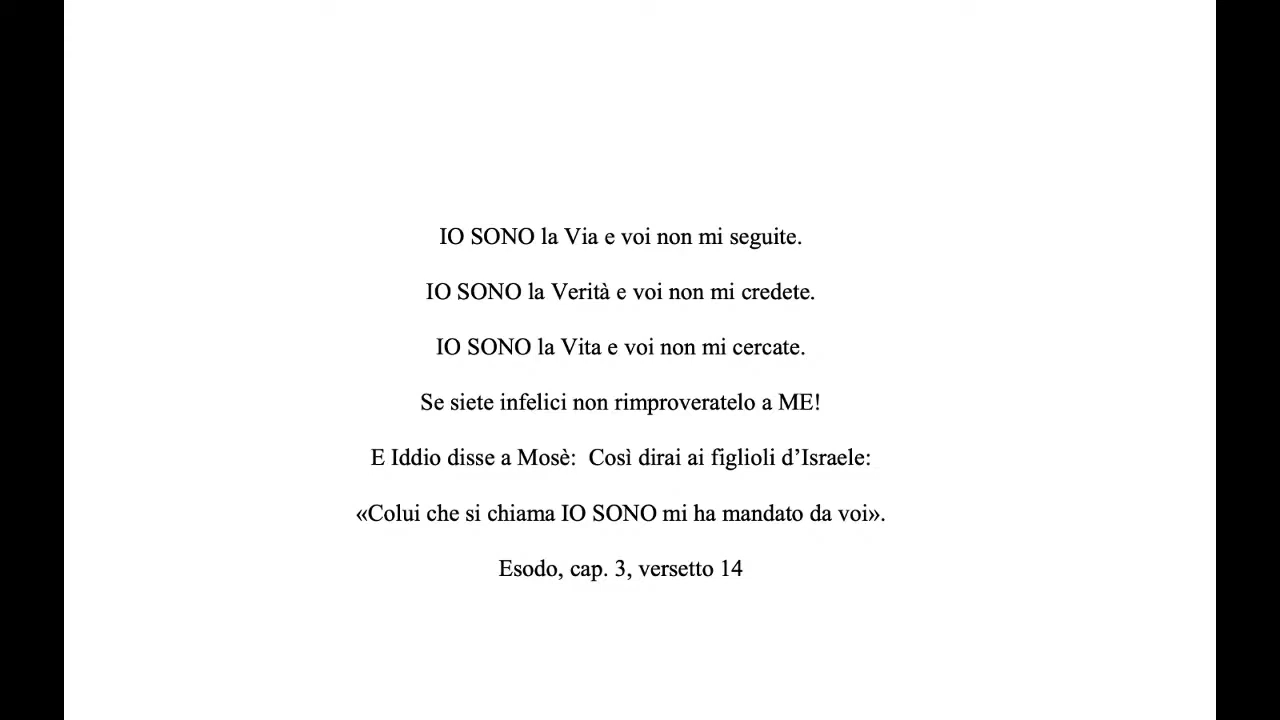 IO SONO la Via e voi non mi seguite.
IO SONO la Verità e voi non mi credete.
IO SONO la Vita e voi non mi cercate.
Se siete infelici non rimproveratelo a ME!
E Iddio disse a Mosè:  Così dirai ai figlioli d’Israele:
«Colui che si chiama IO SONO mi ha mandato da voi».
Esodo, cap. 3, versetto 14